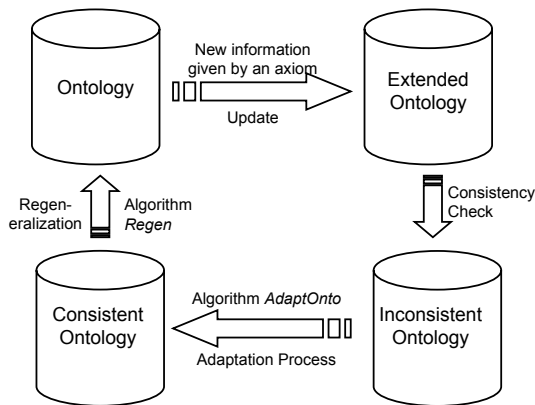 Ontology
New information
given by an axiom
Update
Extended
Ontology
Regen-
eralization
Algorithm
Regen
Consistency
Check
Consistent
Ontology
Algorithm AdaptOnto
Adaptation Process
Inconsistent
Ontology